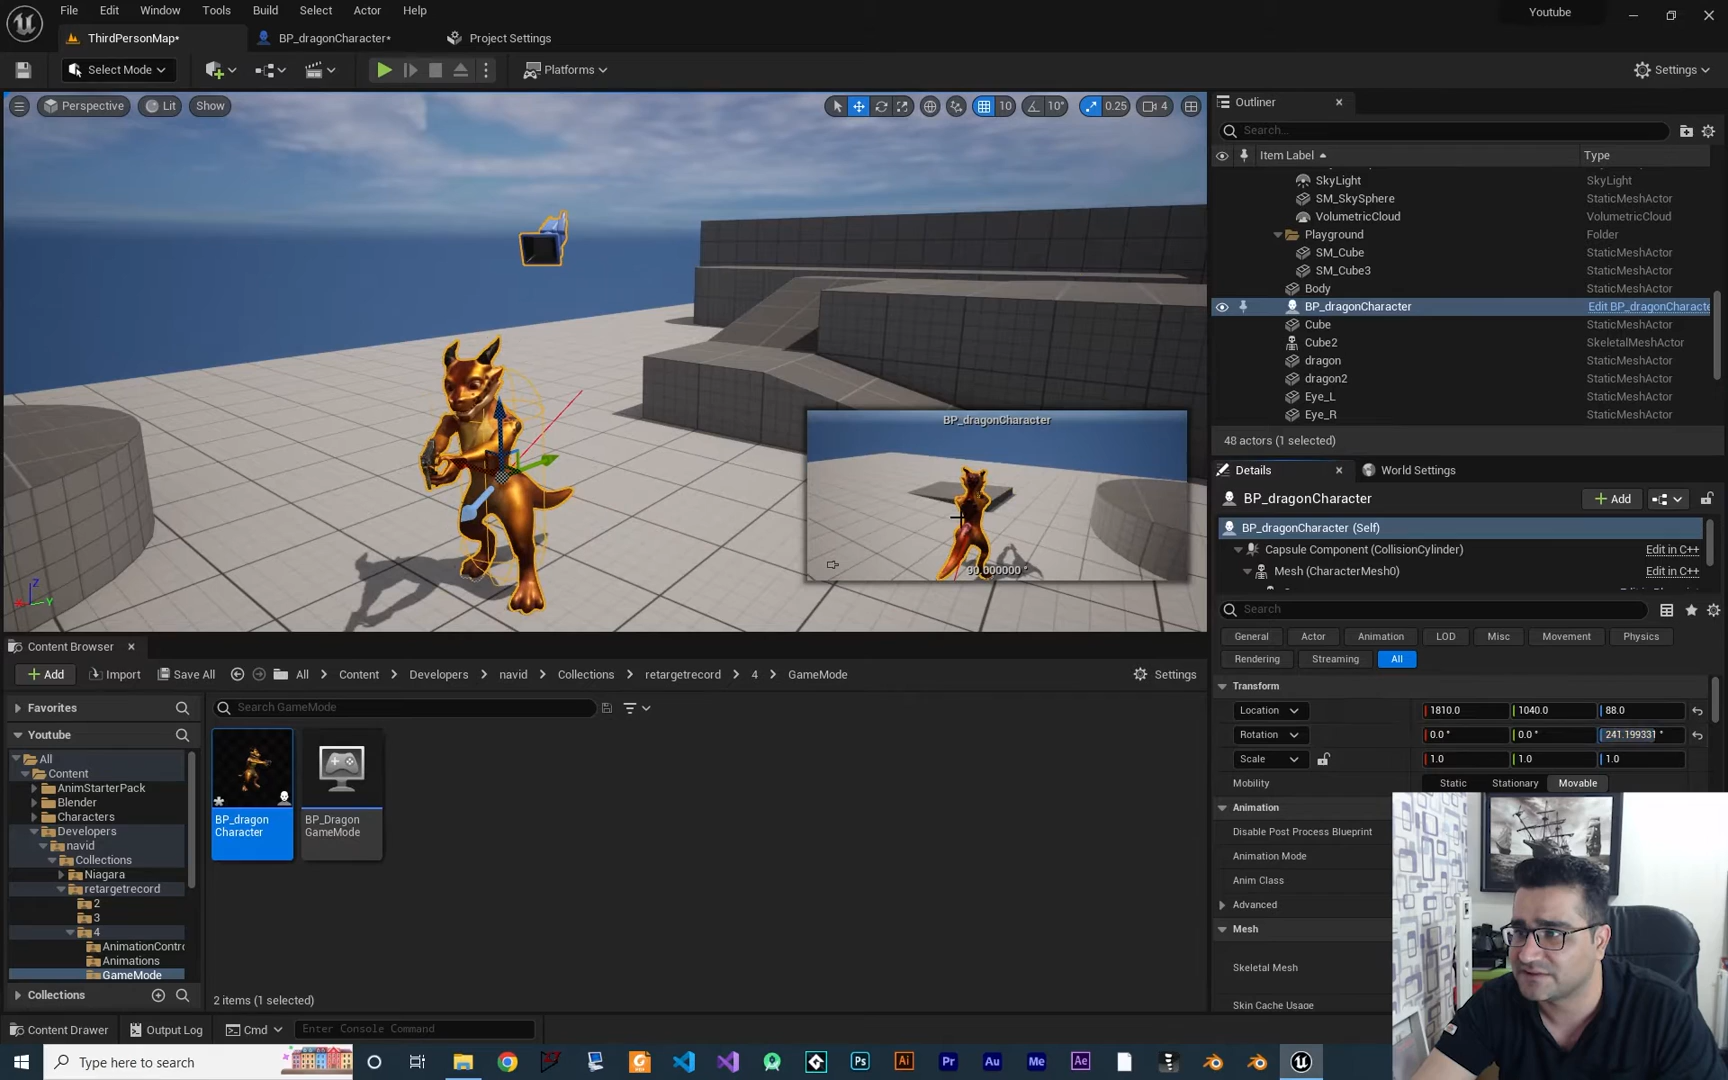 File Edit Window Tools Build Select Actor Help
Youtube
ThirdPersonMap* BP_dragonCharacter* Project Settings
Select Mode Platforms Settings
Perspective Lit Show 10 10° 0.25 4
Outliner
Search...
Item Label Type
SkyLight SkyLight
SM_SkySphere StaticMeshActor
VolumetricCloud VolumetricCloud
Playground Folder
SM_Cube StaticMeshActor
SM_Cube3 StaticMeshActor
Body StaticMeshActor
BP_dragonCharacter Edit BP_dragonCharacte
Cube StaticMeshActor
Cube2 SkeletalMeshActor
dragon StaticMeshActor
dragon2 StaticMeshActor
Eye_L StaticMeshActor
Eye_R StaticMeshActor
48 actors (1 selected)
BP_dragonCharacter
90.000000 °
Z
X Y
Details World Settings
BP_dragonCharacter Add
BP_dragonCharacter (Self)
Capsule Component (CollisionCylinder) Edit in C++
Mesh (CharacterMesh0) Edit in C++
Search
General Actor Animation LOD Misc Movement Physics
Rendering Streaming All
Transform
Location 1810.0 1040.0 88.0
Rotation 0.0 ° 0.0 ° 241.199331 °
Scale 1.0 1.0 1.0
Mobility Static Stationary Movable
Animation
Disable Post Process Blueprint
Animation Mode
Anim Class
Advanced
Mesh
Skeletal Mesh
Skin Cache Usage
Content Browser
Add Import Save All All Content Developers navid Collections retargetrecord 4 GameMode Settings
Favorites
Search GameMode
Youtube
All
Content
AnimStarterPack
Blender
Characters
Developers
navid
Collections
Niagara
retargetrecord
2
3
4
AnimationContro
Animations
GameMode
Collections
BP_dragon
Character
BP_Dragon
GameMode
2 items (1 selected)
Content Drawer Output Log Cmd Enter Console Command
Type here to search
Ps Ai Pr Au Me Ae